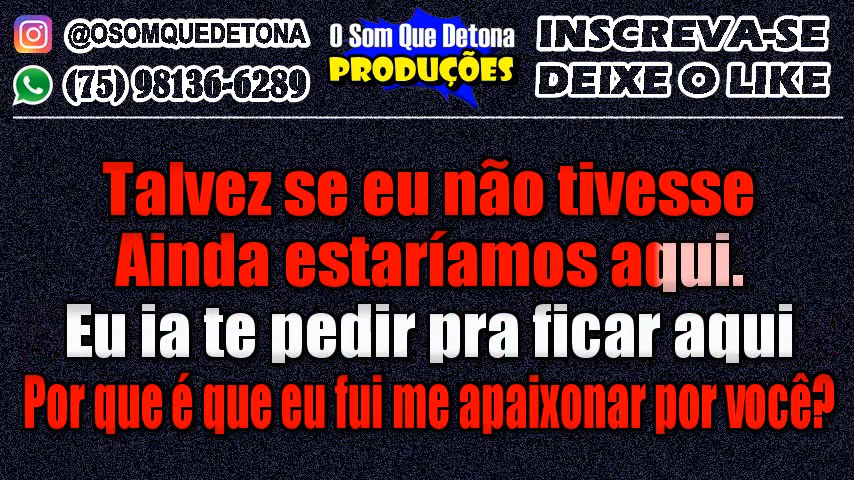 @OSOMQUEDETONA
O Som Que Detona
PRODUÇÕES
INSCREVA-SE
(75) 98136-6289
DEIXE O LIKE
Talvez se eu não tivesse
Ainda estaríamos aqui.
Eu ia te pedir pra ficar aqui
Por que é que eu fui me apaixonar por você?